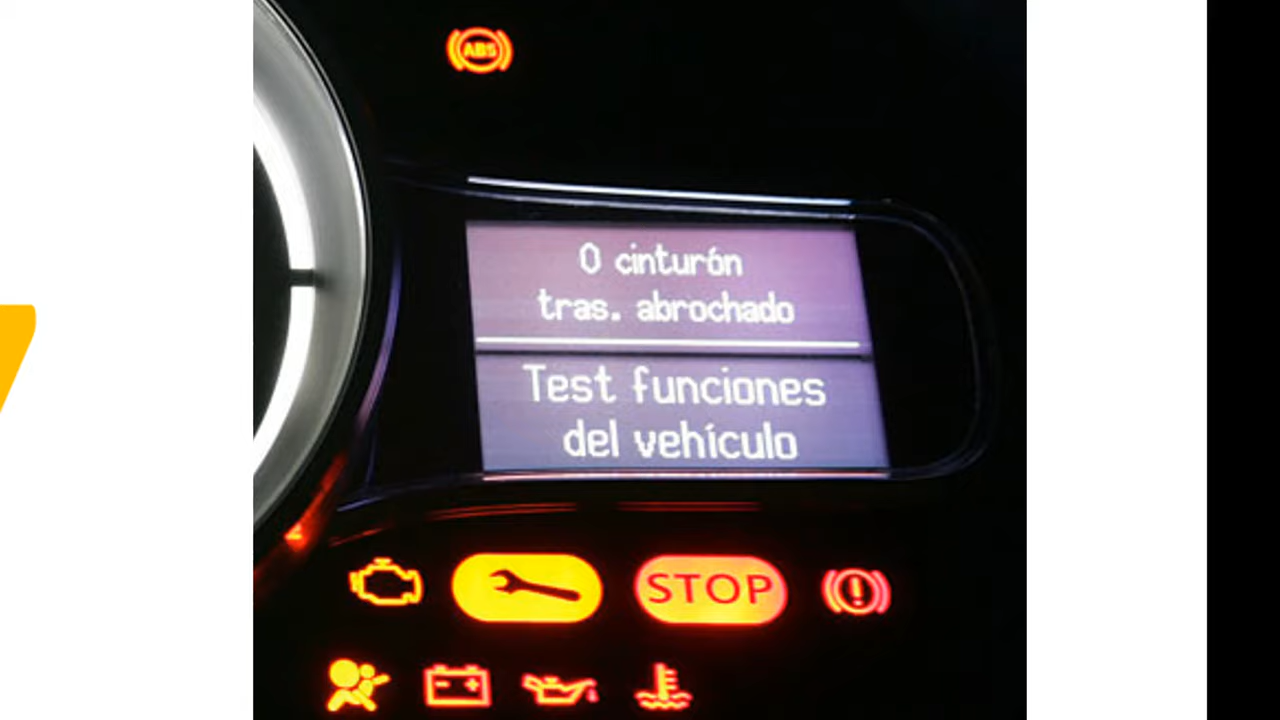 ABS
0 cinturón
tras. abrochado
Test funciones
del vehículo
STOP